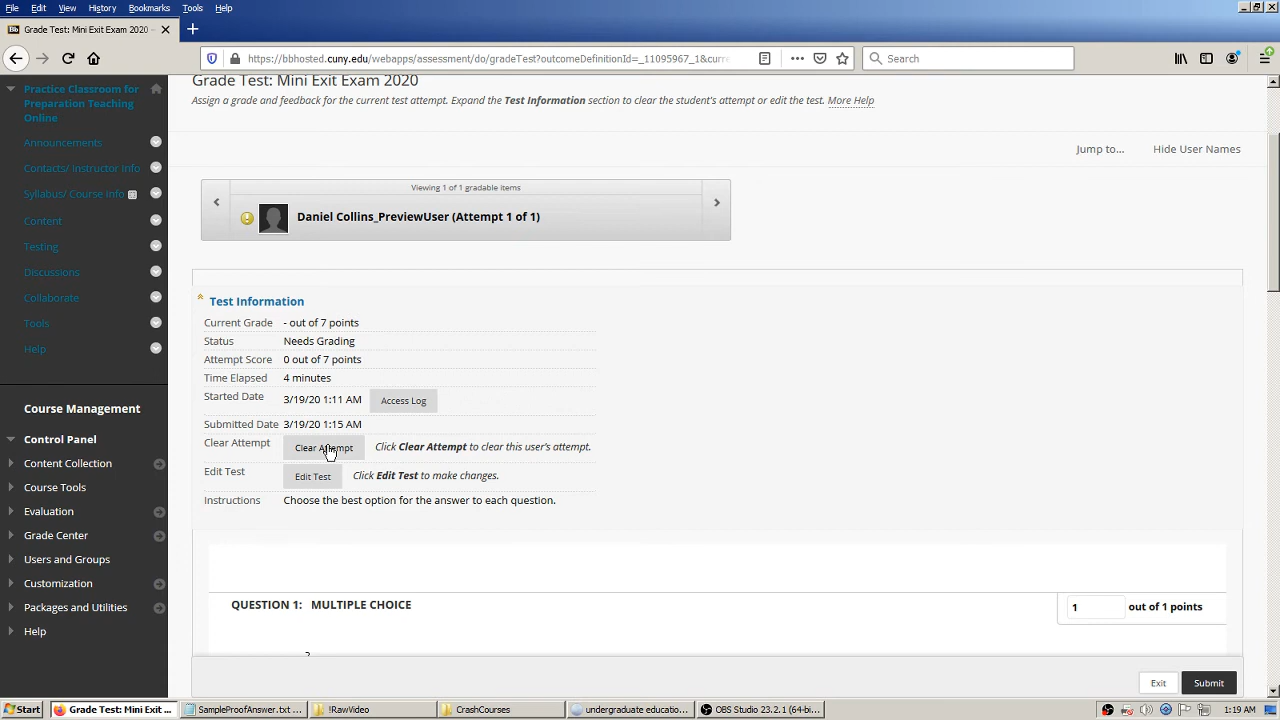 File Edit View History Bookmarks Tools Help
Bb Grade Test: Mini Exit Exam 2020 –
https://bbhosted.cuny.edu/webapps/assessment/do/gradeTest?outcomeDefinitionId=_11095967_1&curre
Search
Practice Classroom for
Preparation Teaching
Online
Announcements
Contacts/ Instructor Info
Syllabus/ Course Info
Content
Testing
Discussions
Collaborate
Tools
Help
Course Management
Control Panel
Content Collection
Course Tools
Evaluation
Grade Center
Users and Groups
Customization
Packages and Utilities
Help
Grade Test: Mini Exit Exam 2020
Assign a grade and feedback for the current test attempt. Expand the Test Information section to clear the student's attempt or edit the test. More Help
Jump to... Hide User Names
Viewing 1 of 1 gradable items
Daniel Collins_PreviewUser (Attempt 1 of 1)
Test Information
Current Grade - out of 7 points
Status Needs Grading
Attempt Score 0 out of 7 points
Time Elapsed 4 minutes
Started Date 3/19/20 1:11 AM Access Log
Submitted Date 3/19/20 1:15 AM
Clear Attempt Clear Attempt Click Clear Attempt to clear this user's attempt.
Edit Test Edit Test Click Edit Test to make changes.
Instructions Choose the best option for the answer to each question.
QUESTION 1: MULTIPLE CHOICE 1 out of 1 points
Exit Submit
Start Grade Test: Mini Exit Exam 2020 ... SampleProofAnswer.txt ... !RawVideo CrashCourses undergraduate educatio... OBS Studio 23.2.1 (64-bi... 1:19 AM